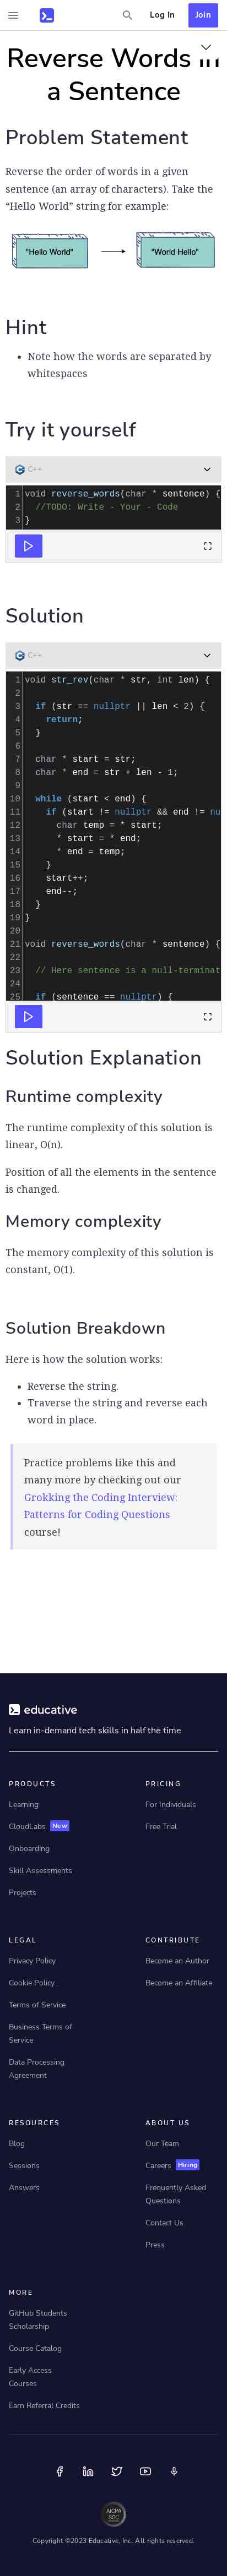 Log In
Join
Reverse Words in
a Sentence
Problem Statement
Reverse the order of words in a given
sentence (an array of characters). Take the
“Hello World” string for example:
"Hello World"
"World Hello"
Hint
Note how the words are separated by
whitespaces
Try it yourself
C++
1 void reverse_words(char * sentence) {
2 //TODO: Write - Your - Code
3 }
Solution
C++
1 void str_rev(char * str, int len) {
2
3 if (str == nullptr || len < 2) {
4 return;
5 }
6
7 char * start = str;
8 char * end = str + len - 1;
9
10 while (start < end) {
11 if (start != nullptr && end != nu
12 char temp = * start;
13 * start = * end;
14 * end = temp;
15 }
16 start++;
17 end--;
18 }
19 }
20
21 void reverse_words(char * sentence) {
22
23 // Here sentence is a null-terminat
24
25 if (sentence == nullptr) {
Solution Explanation
Runtime complexity
The runtime complexity of this solution is
linear, O(n).
Position of all the elements in the sentence
is changed.
Memory complexity
The memory complexity of this solution is
constant, O(1).
Solution Breakdown
Here is how the solution works:
Reverse the string.
Traverse the string and reverse each
word in place.
Practice problems like this and
many more by checking out our
Grokking the Coding Interview:
Patterns for Coding Questions
course!
educative
Learn in-demand tech skills in half the time
PRODUCTS
Learning
CloudLabs New
Onboarding
Skill Assessments
Projects
PRICING
For Individuals
Free Trial
LEGAL
Privacy Policy
Cookie Policy
Terms of Service
Business Terms of
Service
Data Processing
Agreement
CONTRIBUTE
Become an Author
Become an Affiliate
RESOURCES
Blog
Sessions
Answers
ABOUT US
Our Team
Careers Hiring
Frequently Asked
Questions
Contact Us
Press
MORE
GitHub Students
Scholarship
Course Catalog
Early Access
Courses
Earn Referral Credits
AICPA
SOC
Copyright ©2023 Educative, Inc. All rights reserved.